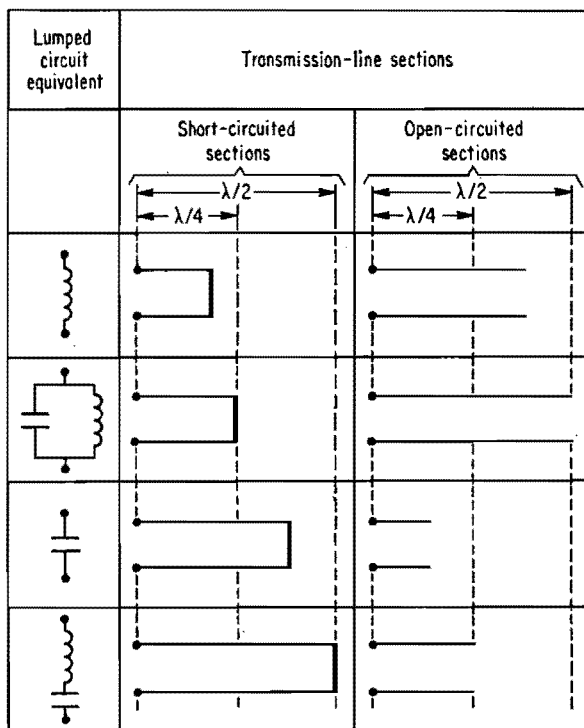 Lumped
circuit
equivalent
Transmission-line sections
Short-circuited
sections
λ/2
λ/4
Open-circuited
sections
λ/2
λ/4